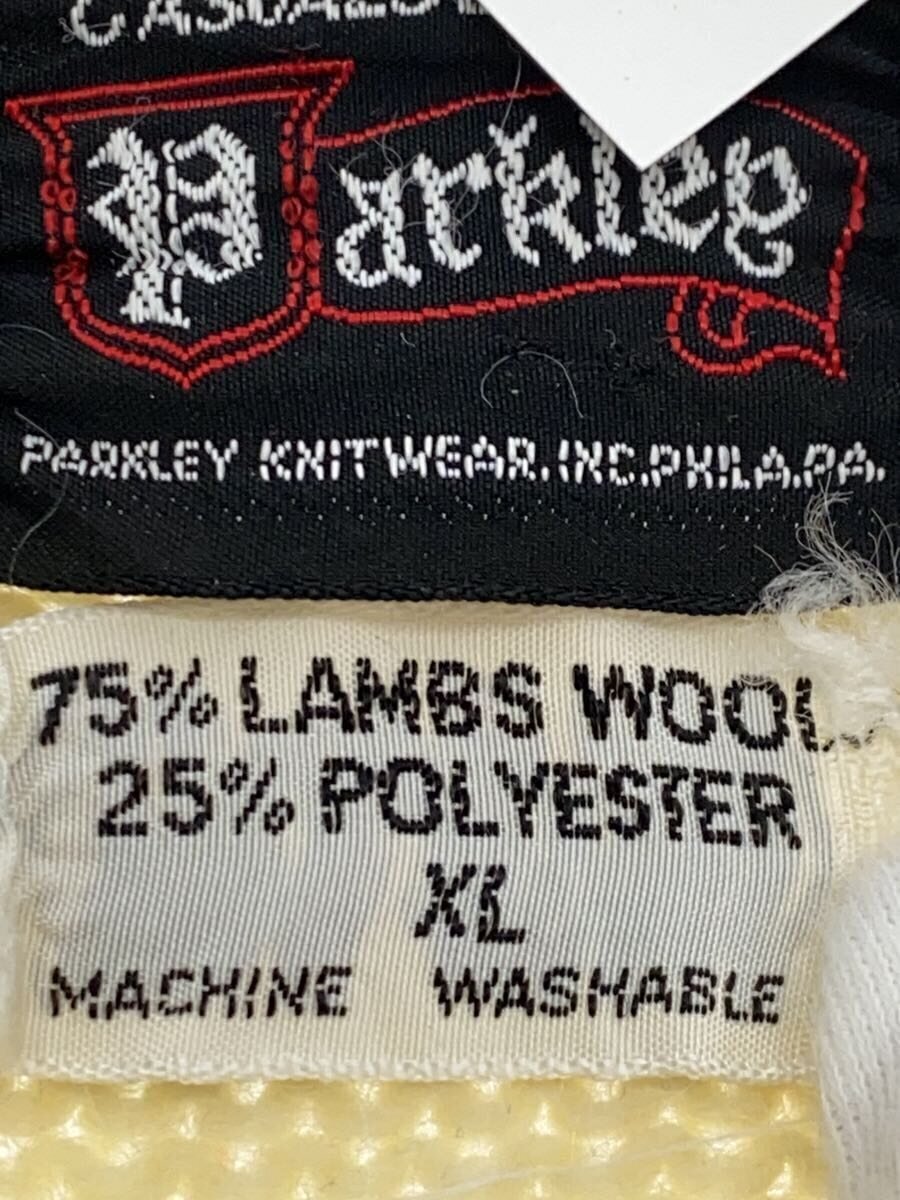 Parkley
PARKLEY KNITWEAR.INC.PHILA.PA.
75% LAMBS WOOL
25% POLYESTER
XL
MACHINE WASHABLE